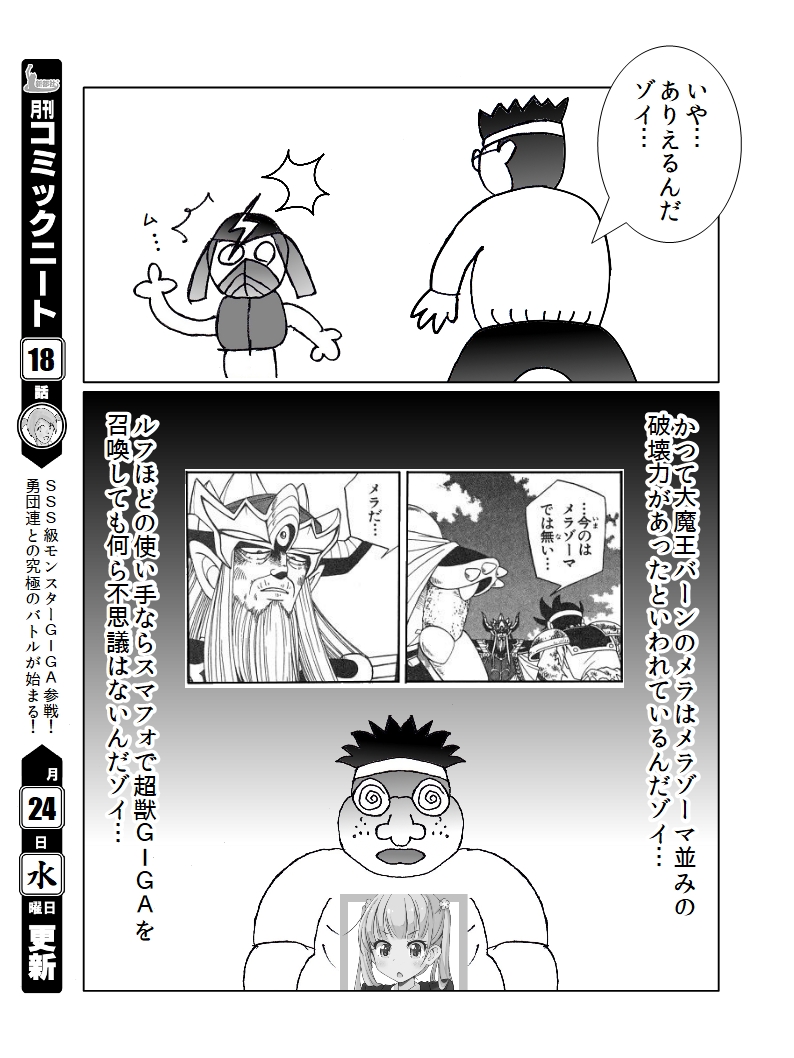 いや…
ありえるんだ
ゾイ…
ム…
かつて大魔王バーンのメラはメラゾーマ並みの
破壊力があったといわれているんだゾイ…
…今のは
メラゾーマ
では無い…
メラだ…
ルフほどの使い手ならスマフォで超獣GIGAを
召喚しても何ら不思議はないんだゾイ…
新都社
月刊
コミックニート
18
話
SSS級モンスターGIGA参戦！
勇団連との究極のバトルが始まる！
月
24
日
水
曜日
更新